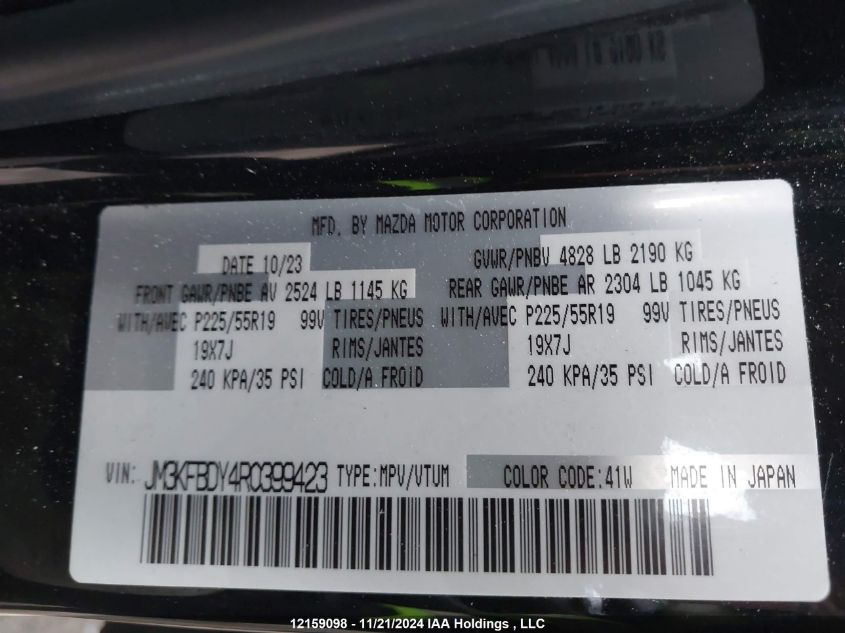 MFD. BY MAZDA MOTOR CORPORATION
DATE 10/23 GVWR/PNBV 4828 LB 2190 KG
FRONT GAWR/PNBE AV 2524 LB 1145 KG REAR GAWR/PNBE AR 2304 LB 1045 KG
WITH/AVEC P225/55R19 99V TIRES/PNEUS WITH/AVEC P225/55R19 99V TIRES/PNEUS
19X7J RIMS/JANTES 19X7J RIMS/JANTES
240 KPA/35 PSI COLD/A FROID 240 KPA/35 PSI COLD/A FROID
VIN: JM3KFBDY4R0399423 TYPE:MPV/VTUM COLOR CODE:41W MADE IN JAPAN
12159098 - 11/21/2024 IAA Holdings , LLC